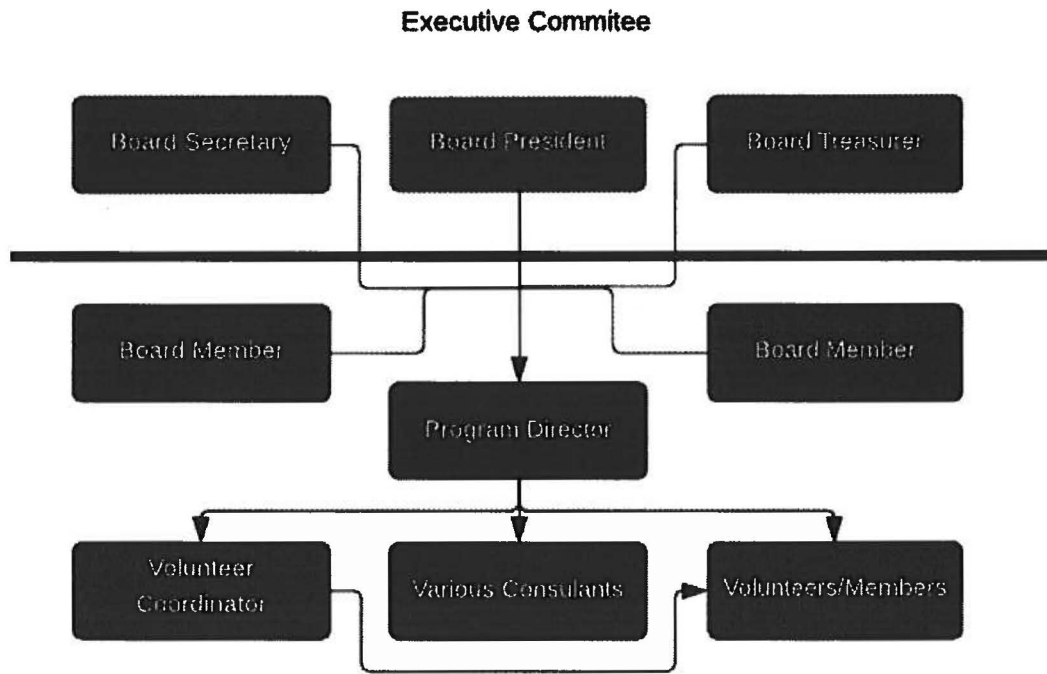 Executive Commitee
Board Secretary
Board President
Board Treasurer
Board Member
Board Member
Program Director
Volunteer
Coordinator
Various Consulants
Volunteers/Members